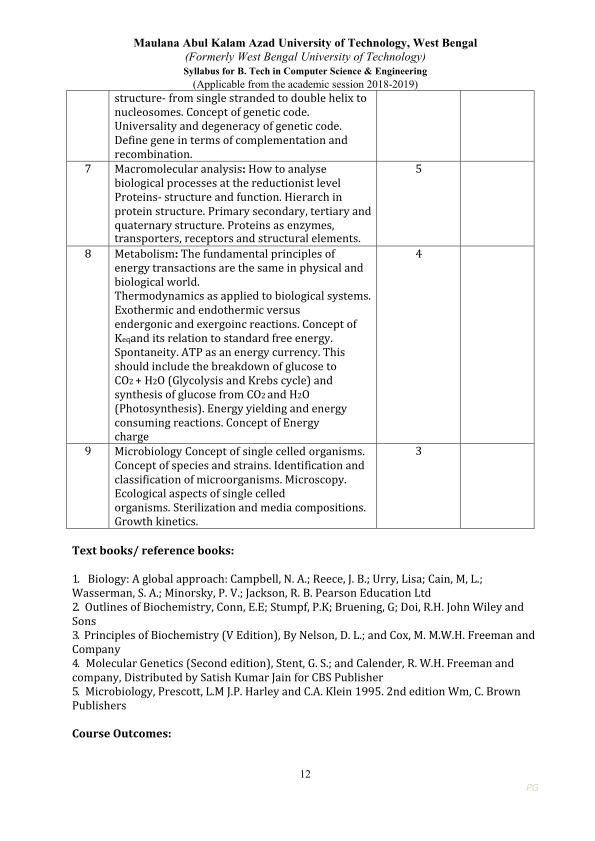 Maulana Abul Kalam Azad University of Technology, West Bengal
(Formerly West Bengal University of Technology)
Syllabus for B. Tech in Computer Science & Engineering
(Applicable from the academic session 2018-2019)
structure- from single stranded to double helix to
nucleosomes. Concept of genetic code.
Universality and degeneracy of genetic code.
Define gene in terms of complementation and
recombination.
7 Macromolecular analysis: How to analyse 5
biological processes at the reductionist level
Proteins- structure and function. Hierarch in
protein structure. Primary secondary, tertiary and
quaternary structure. Proteins as enzymes,
transporters, receptors and structural elements.
8 Metabolism: The fundamental principles of 4
energy transactions are the same in physical and
biological world.
Thermodynamics as applied to biological systems.
Exothermic and endothermic versus
endergonic and exergoinc reactions. Concept of
Keqand its relation to standard free energy.
Spontaneity. ATP as an energy currency. This
should include the breakdown of glucose to
CO2 + H2O (Glycolysis and Krebs cycle) and
synthesis of glucose from CO2 and H2O
(Photosynthesis). Energy yielding and energy
consuming reactions. Concept of Energy
charge
9 Microbiology Concept of single celled organisms. 3
Concept of species and strains. Identification and
classification of microorganisms. Microscopy.
Ecological aspects of single celled
organisms. Sterilization and media compositions.
Growth kinetics.
Text books/ reference books:
1. Biology: A global approach: Campbell, N. A.; Reece, J. B.; Urry, Lisa; Cain, M, L.;
Wasserman, S. A.; Minorsky, P. V.; Jackson, R. B. Pearson Education Ltd
2. Outlines of Biochemistry, Conn, E.E; Stumpf, P.K; Bruening, G; Doi, R.H. John Wiley and
Sons
3. Principles of Biochemistry (V Edition), By Nelson, D. L.; and Cox, M. M.W.H. Freeman and
Company
4. Molecular Genetics (Second edition), Stent, G. S.; and Calender, R. W.H. Freeman and
company, Distributed by Satish Kumar Jain for CBS Publisher
5. Microbiology, Prescott, L.M J.P. Harley and C.A. Klein 1995. 2nd edition Wm, C. Brown
Publishers
Course Outcomes:
12
PG